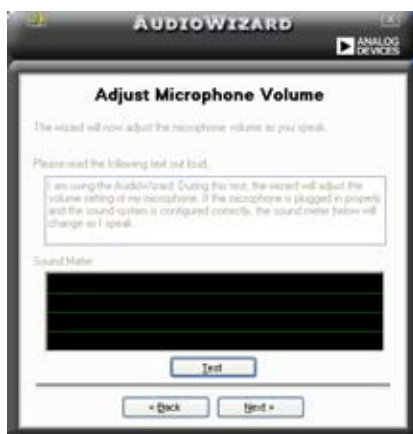 AUDIOWIZARD
ANALOG
DEVICES
Adjust Microphone Volume
The wizard will now adjust the microphone volume as you speak.
Please read the following text out loud.
I am using the AudioWizard. During this test, the wizard will adjust the
volume setting of my microphone. If the microphone is plugged in properly
and the sound system is configured correctly, the sound meter below will
change as I speak.
Sound Meter
Test
< Back Next >